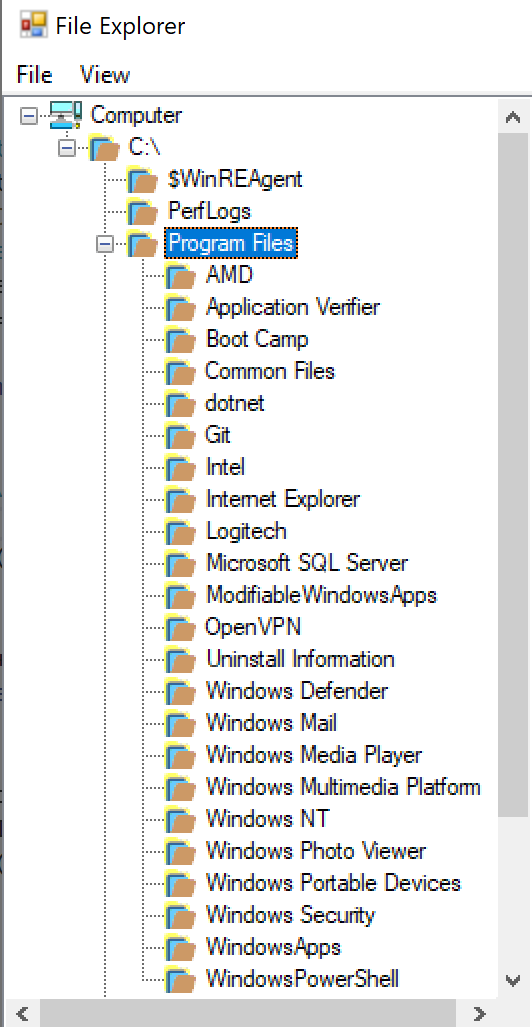 File Explorer
File View
Computer
C:\
$WinREAgent
PerfLogs
Program Files
AMD
Application Verifier
Boot Camp
Common Files
dotnet
Git
Intel
Internet Explorer
Logitech
Microsoft SQL Server
ModifiableWindowsApps
OpenVPN
Uninstall Information
Windows Defender
Windows Mail
Windows Media Player
Windows Multimedia Platform
Windows NT
Windows Photo Viewer
Windows Portable Devices
Windows Security
WindowsApps
WindowsPowerShell